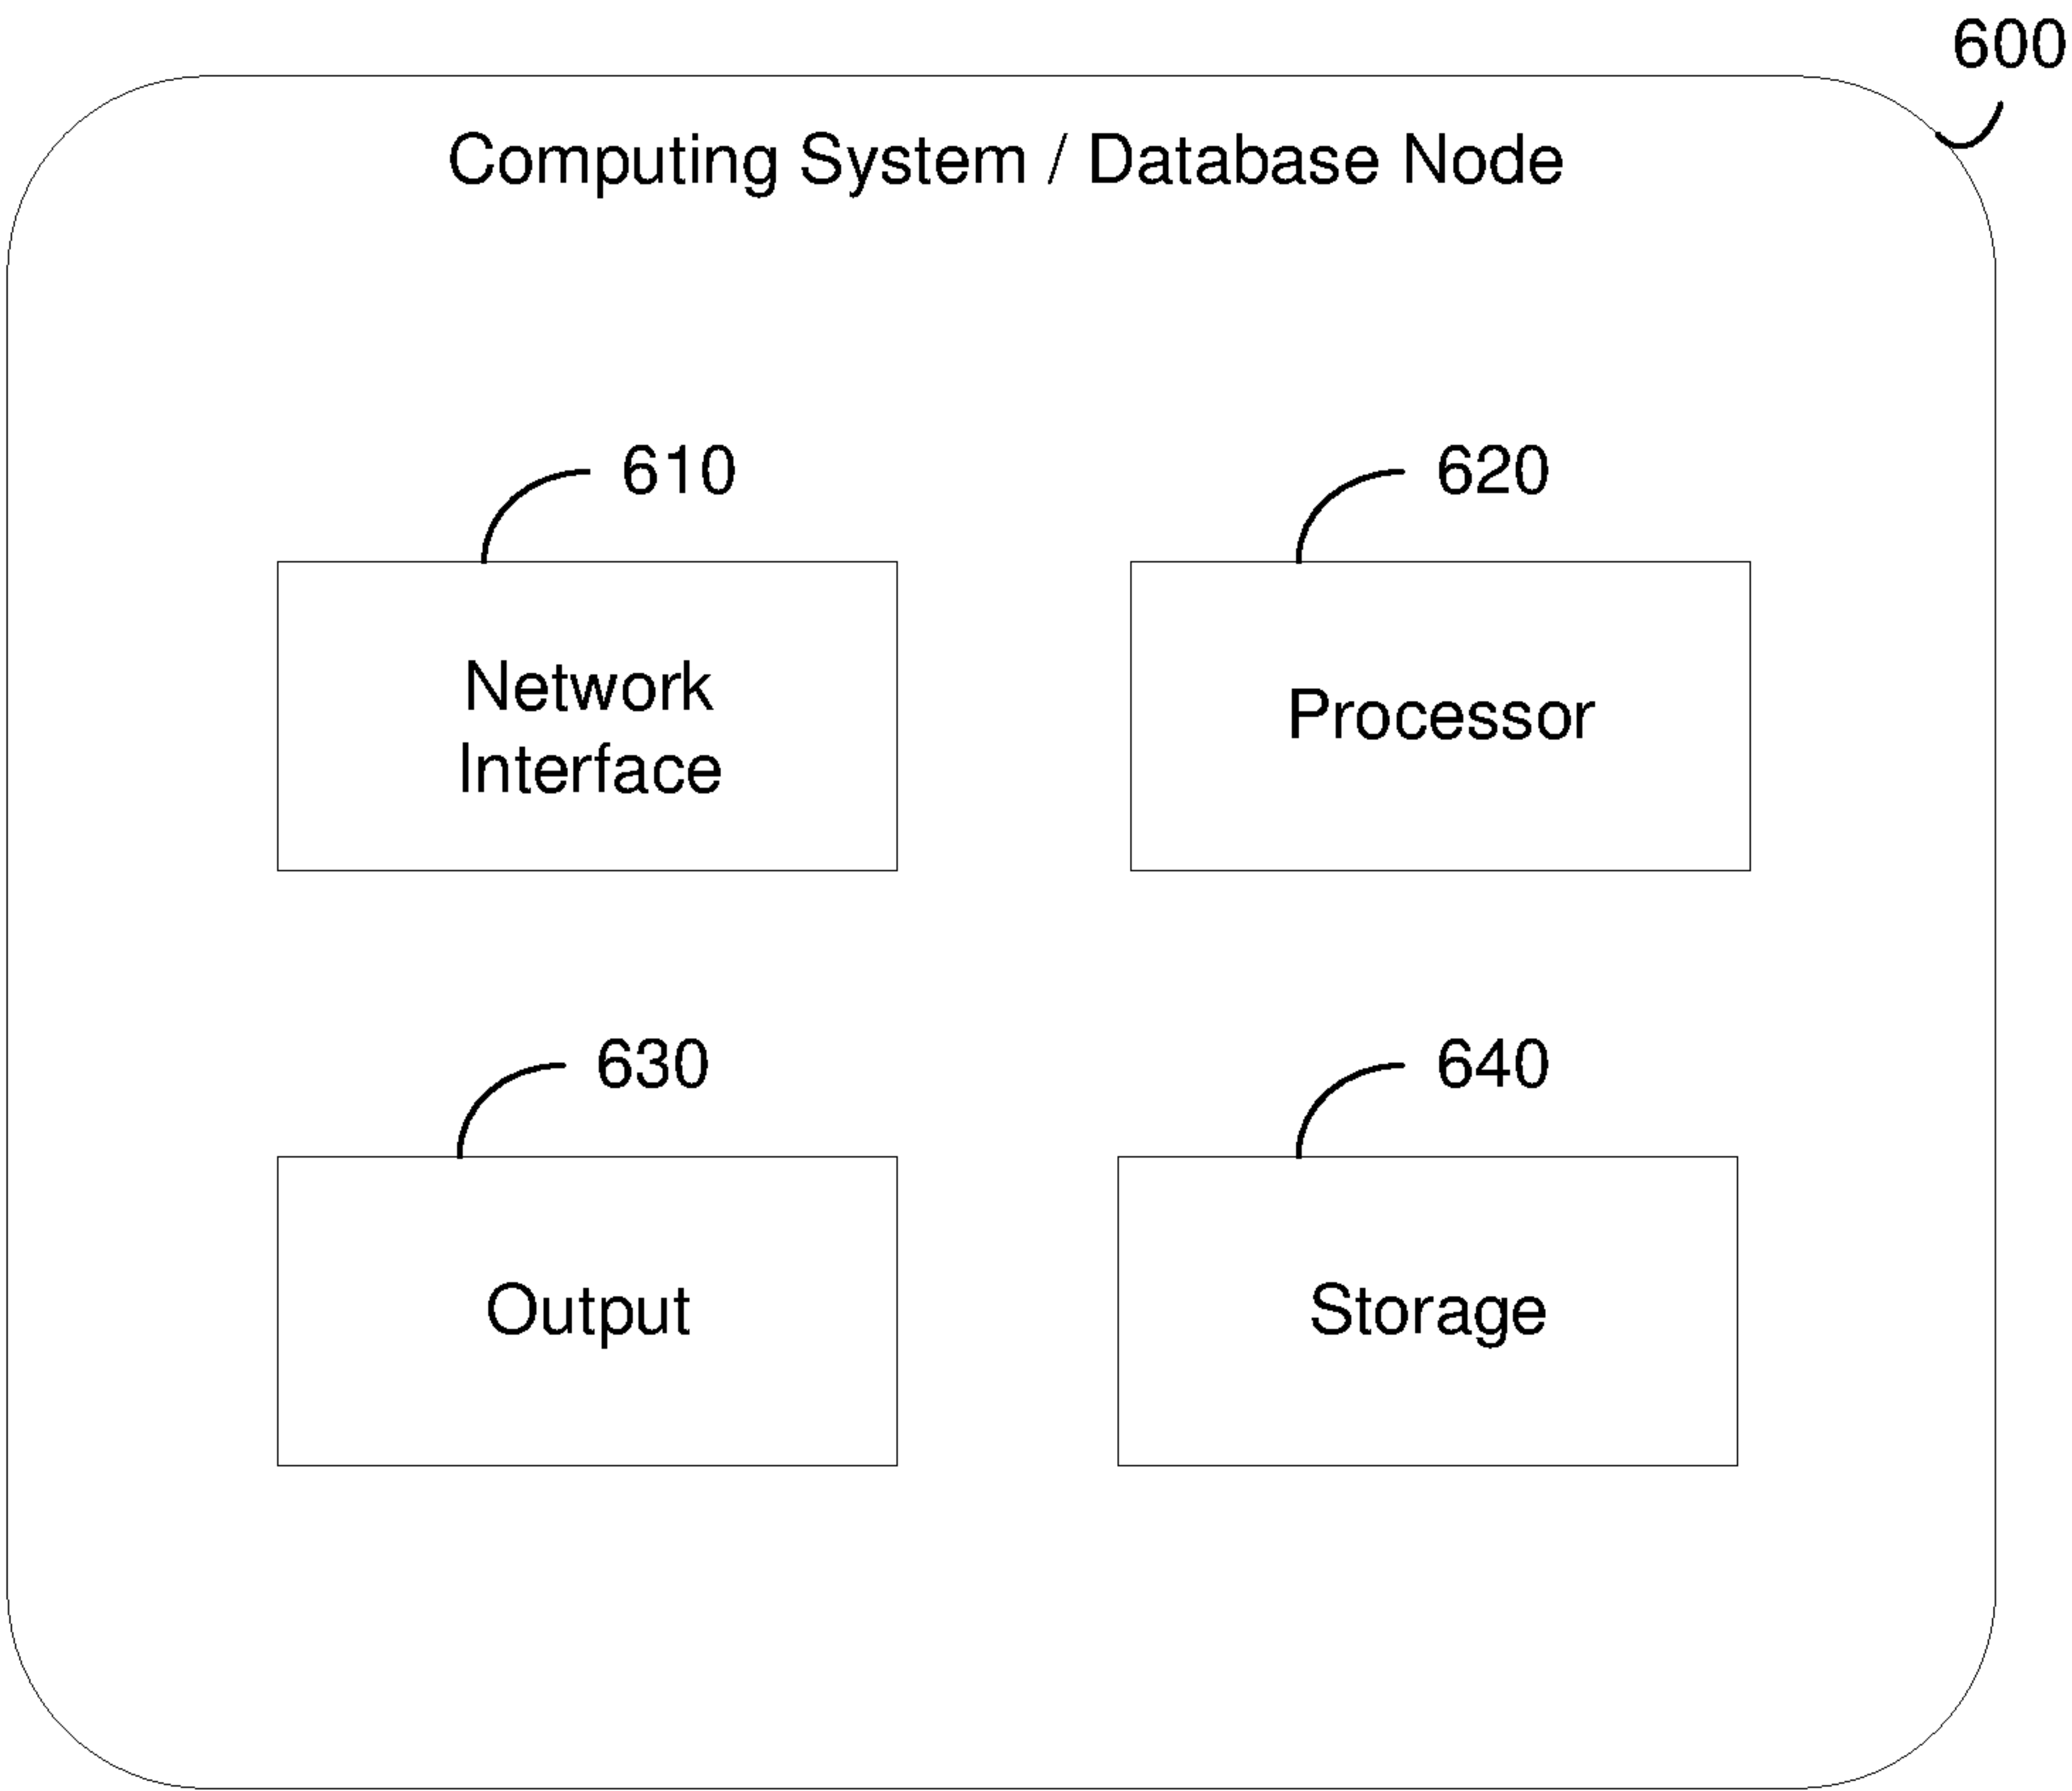 600
Computing System / Database Node
610
620
Network
Interface
Processor
630
640
Output
Storage